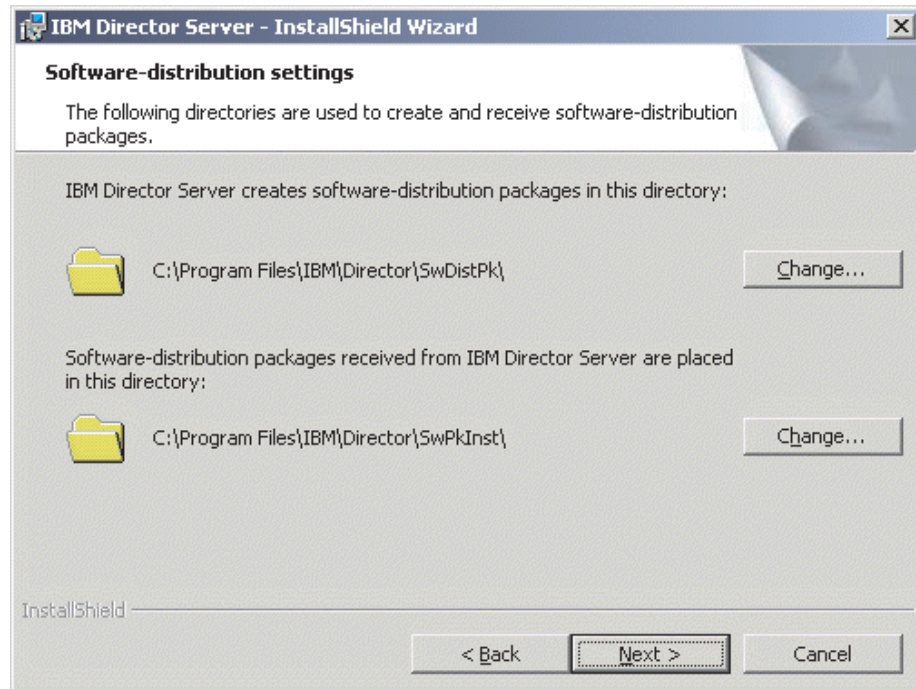 IBM Director Server - InstallShield Wizard
Software-distribution settings
The following directories are used to create and receive software-distribution
packages.
IBM Director Server creates software-distribution packages in this directory:
C:\Program Files\IBM\Director\SwDistPk\
Change...
Software-distribution packages received from IBM Director Server are placed
in this directory:
C:\Program Files\IBM\Director\SwPkInst\
Change...
InstallShield
< Back
Next >
Cancel